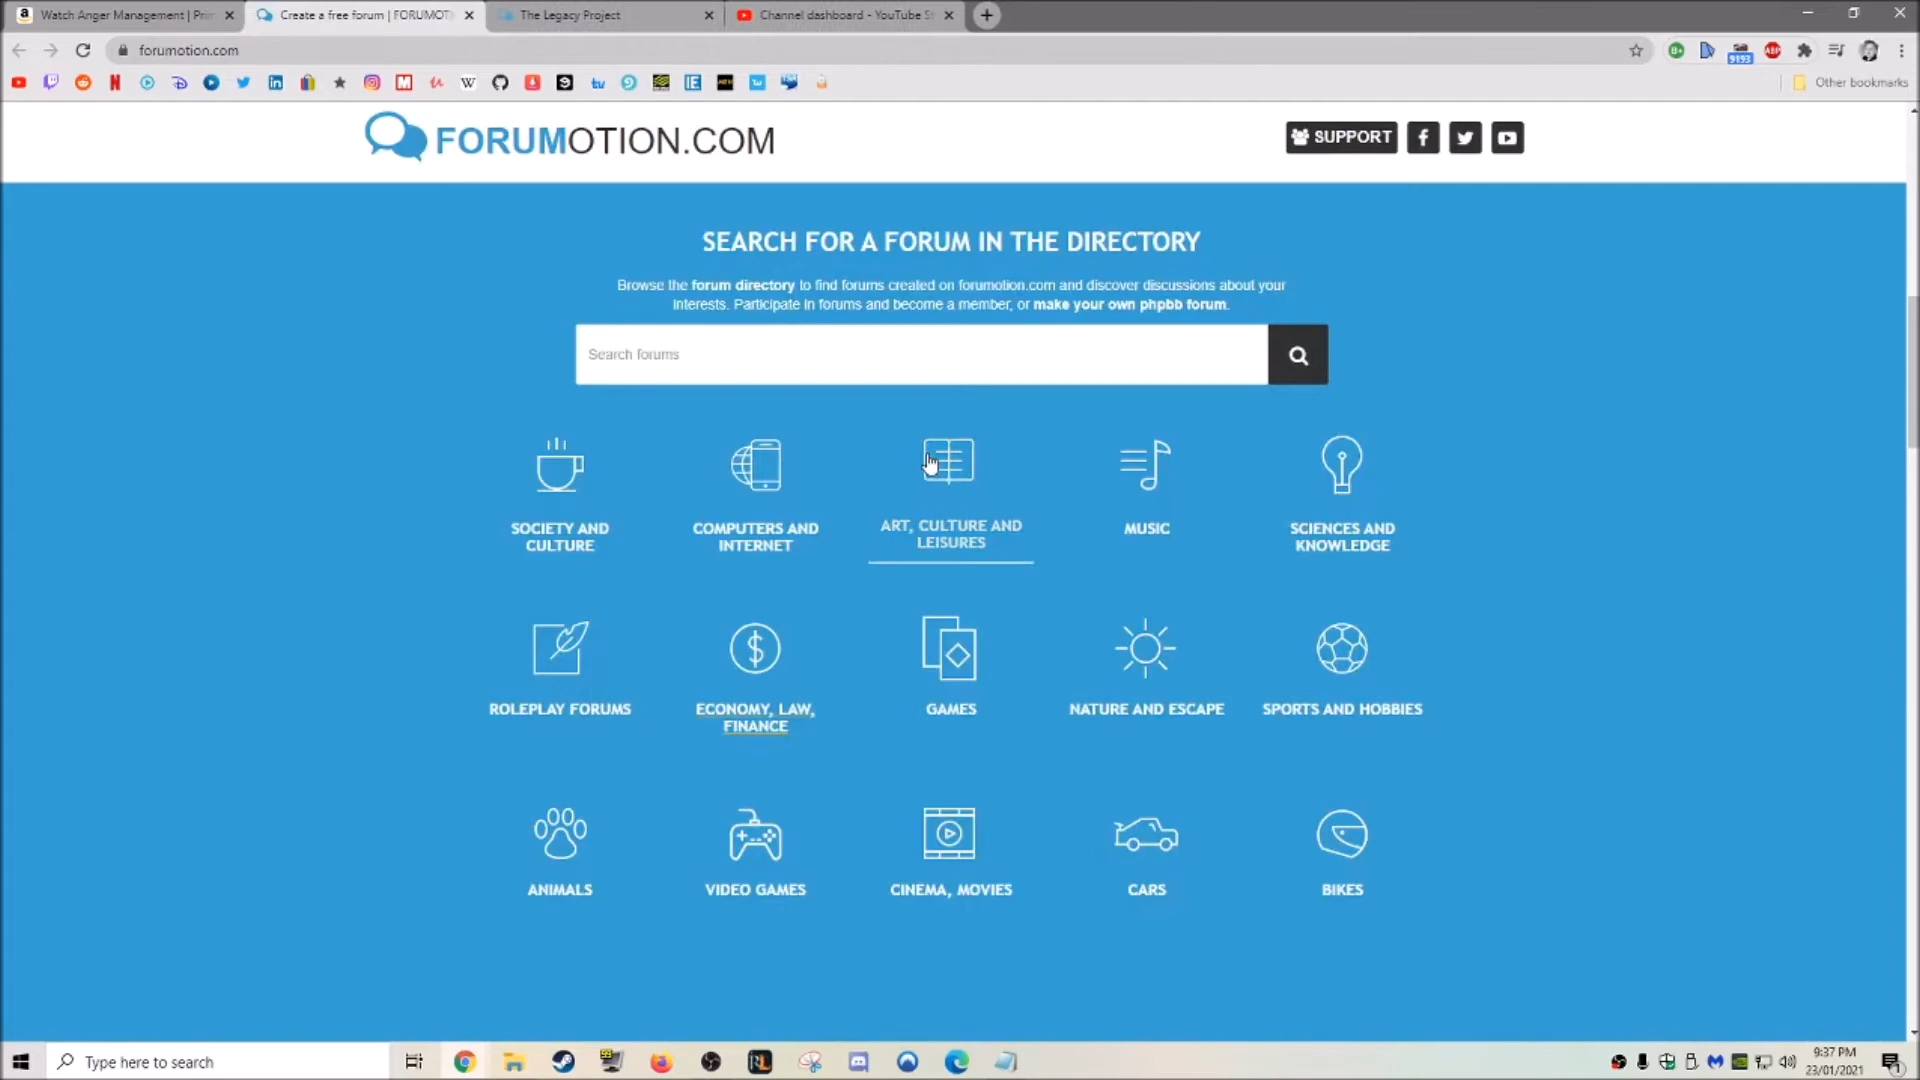 Watch Anger Management | Prim
Create a free forum | FORUMOTI
The Legacy Project
Channel dashboard - YouTube St
forumotion.com
9193
ABP
Other bookmarks
FORUMOTION.COM
SUPPORT
SEARCH FOR A FORUM IN THE DIRECTORY
Browse the forum directory to find forums created on forumotion.com and discover discussions about your
interests. Participate in forums and become a member, or make your own phpbb forum.
Search forums
SOCIETY AND
CULTURE
COMPUTERS AND
INTERNET
ART, CULTURE AND
LEISURES
MUSIC
SCIENCES AND
KNOWLEDGE
ROLEPLAY FORUMS
ECONOMY, LAW,
FINANCE
GAMES
NATURE AND ESCAPE
SPORTS AND HOBBIES
ANIMALS
VIDEO GAMES
CINEMA, MOVIES
CARS
BIKES
Type here to search
9:37 PM
23/01/2021